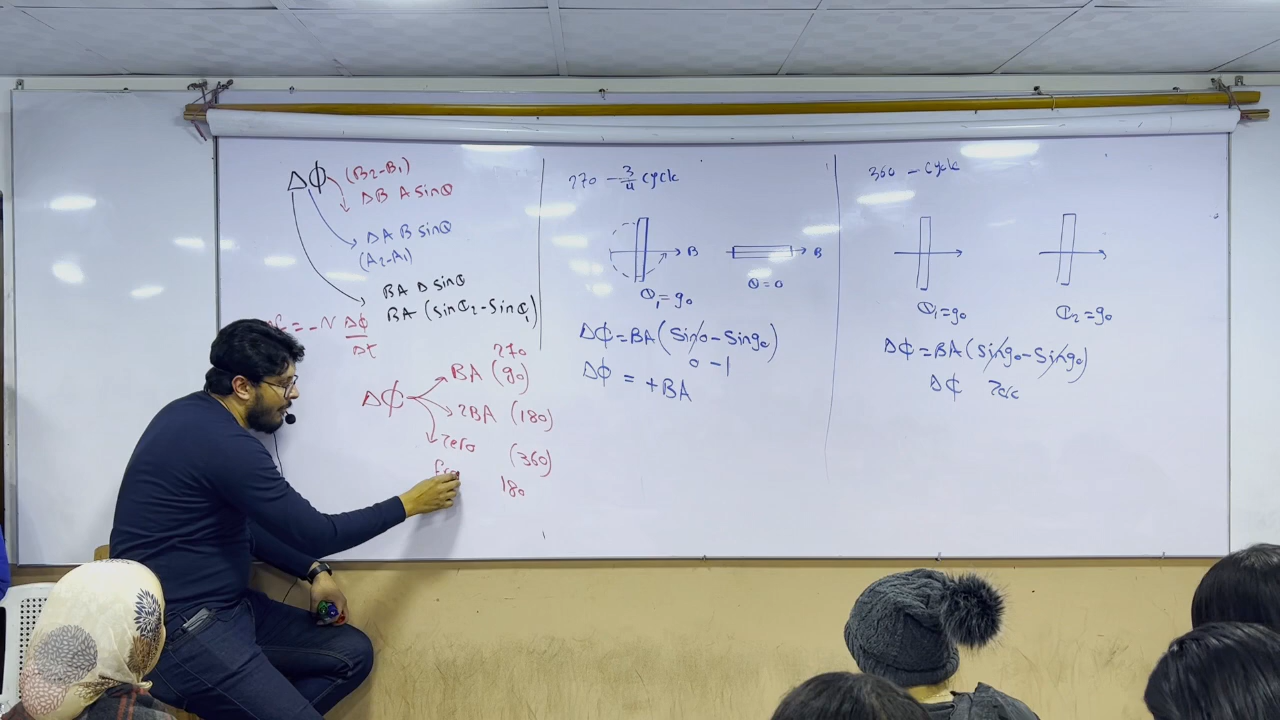 ΔΦ (B2-B1)
ΔB A Sinθ
ΔA B Sinθ
(A2-A1)
BA Δ Sinθ
BA (Sinθ2-Sinθ1)
= -N ΔΦ/Δt
270
ΔΦ BA (90)
2BA (180)
Zero (360)
180
270 - 3/4 cycle
B
B
θ1=90
θ=0
ΔΦ=BA(Sin0-Sin90)
0 -1
ΔΦ = +BA
360 - cycle
θ1=90
θ2=90
ΔΦ=BA(Sin90-Sin90)
ΔΦ Zero